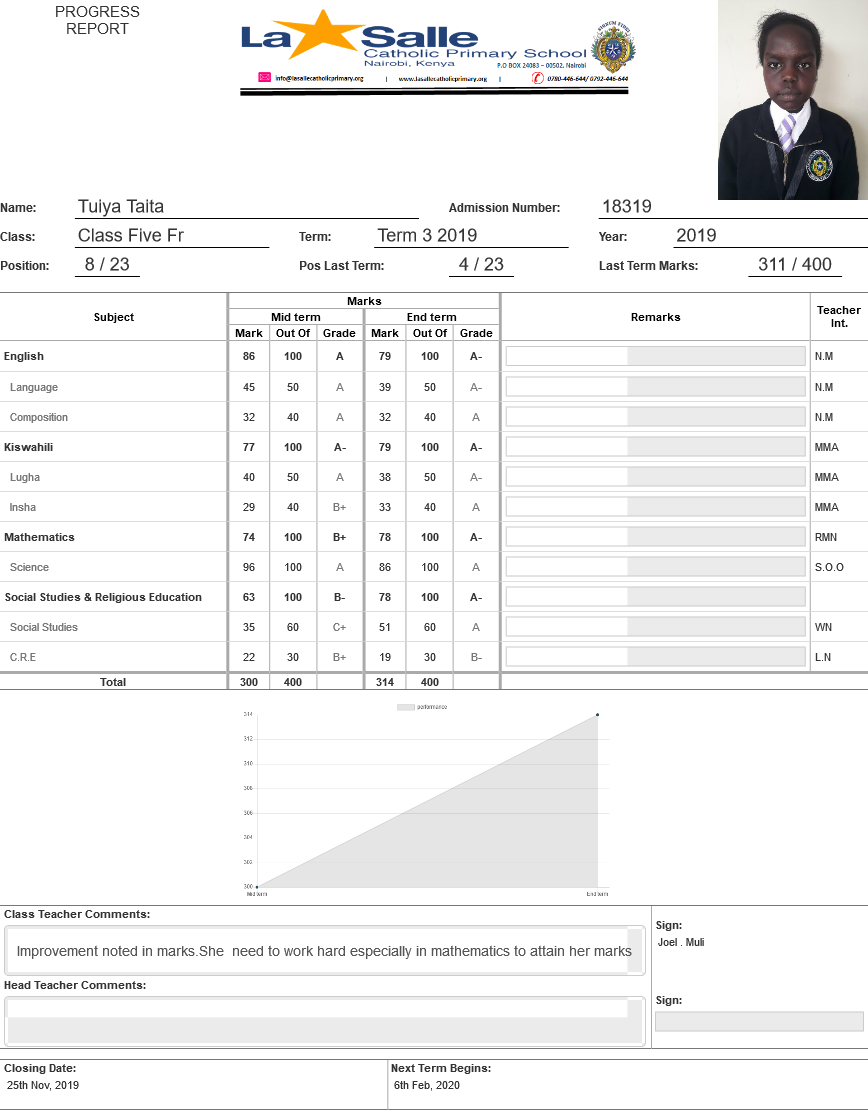 PROGRESS
REPORT
La Salle
Catholic Primary School
Nairobi, Kenya
P.O BOX 24083 – 00502, Nairobi
info@lasallecatholicprimary.org | www.lasallecatholicprimary.org | 0780-446-644/ 0792-446-644
Name: Tuiya Taita Admission Number: 18319
Class: Class Five Fr Term: Term 3 2019 Year: 2019
Position: 8 / 23 Pos Last Term: 4 / 23 Last Term Marks: 311 / 400
Subject Marks Remarks Teacher Int.
Mid term End term
Mark Out Of Grade Mark Out Of Grade
English 86 100 A 79 100 A- N.M
Language 45 50 A 39 50 A- N.M
Composition 32 40 A 32 40 A N.M
Kiswahili 77 100 A- 79 100 A- MMA
Lugha 40 50 A 38 50 A- MMA
Insha 29 40 B+ 33 40 A MMA
Mathematics 74 100 B+ 78 100 A- RMN
Science 96 100 A 86 100 A S.O.O
Social Studies & Religious Education 63 100 B- 78 100 A-
Social Studies 35 60 C+ 51 60 A WN
C.R.E 22 30 B+ 19 30 B- L.N
Total 300 400 314 400
performance
314
312
310
308
306
304
302
300
Mid term End term
Class Teacher Comments:
Improvement noted in marks.She need to work hard especially in mathematics to attain her marks
Sign:
Joel . Muli
Head Teacher Comments:
Sign:
Closing Date: Next Term Begins:
25th Nov, 2019 6th Feb, 2020